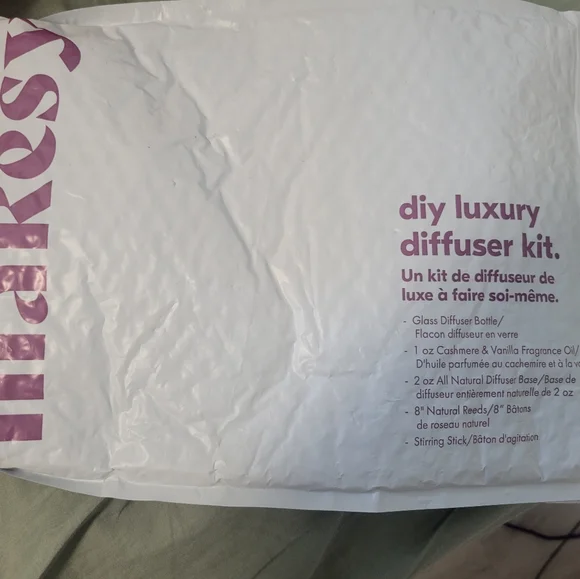 makesy
diy luxury
diffuser kit.
Un kit de diffuseur de
luxe à faire soi-même.
- Glass Diffuser Bottle/
Flacon diffuseur en verre
- 1 oz Cashmere & Vanilla Fragrance Oil/
D'huile parfumée au cachemire et à la
- 2 oz All Natural Diffuser Base/Base de
diffuseur entièrement naturelle de 2 oz
- 8" Natural Reeds/8" Bâtons
de roseau naturel
- Stirring Stick/Bâton d'agitation